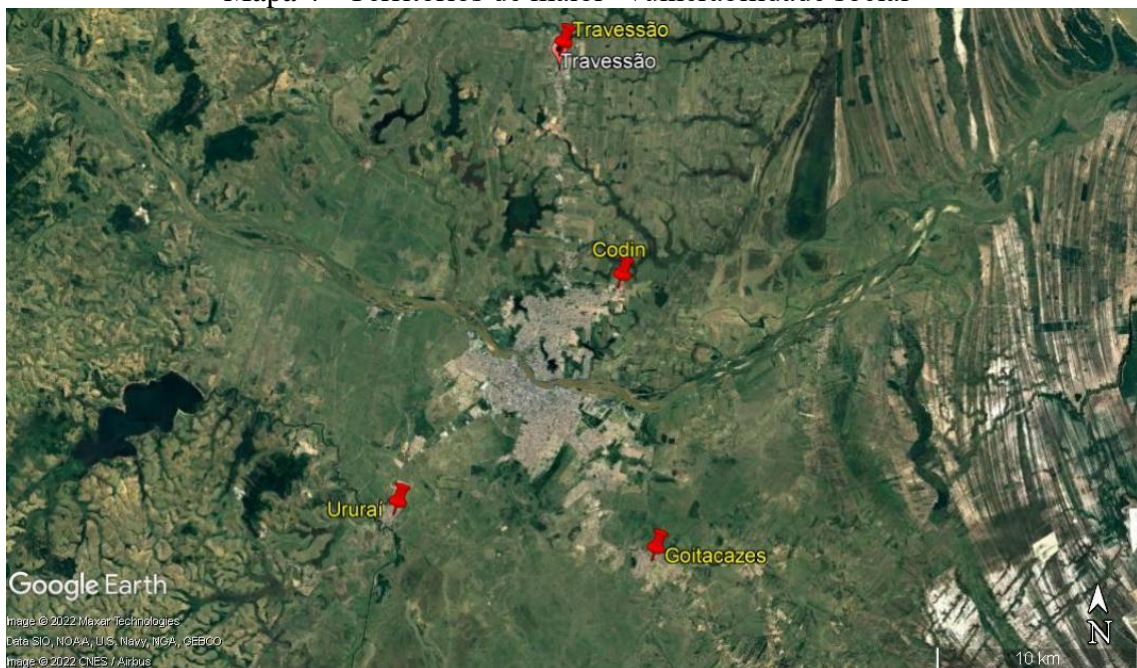 Travessão
Travessão
Codin
Ururaí
Goitacazes
Google Earth
Image © 2022 Maxar Technologies
Data SIO, NOAA, U.S. Navy, NGA, GEBCO
Image © 2022 CNES / Airbus
N
10 km